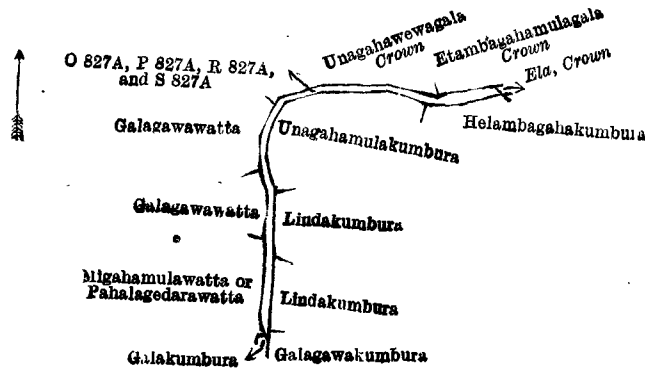 Unagahawewagala
Crown
Etambagahamulagala
Crown
Ela, Crown
O 827A, P 827A, R 827A,
and S 827A
Galagawawatta
Unagahamulakumbura
Helambagahakumbura
Galagawawatta
Lindakumbura
Migahamulawatta or
Pahalagedarawatta
Lindakumbura
Galakumbura
Galagawakumbura